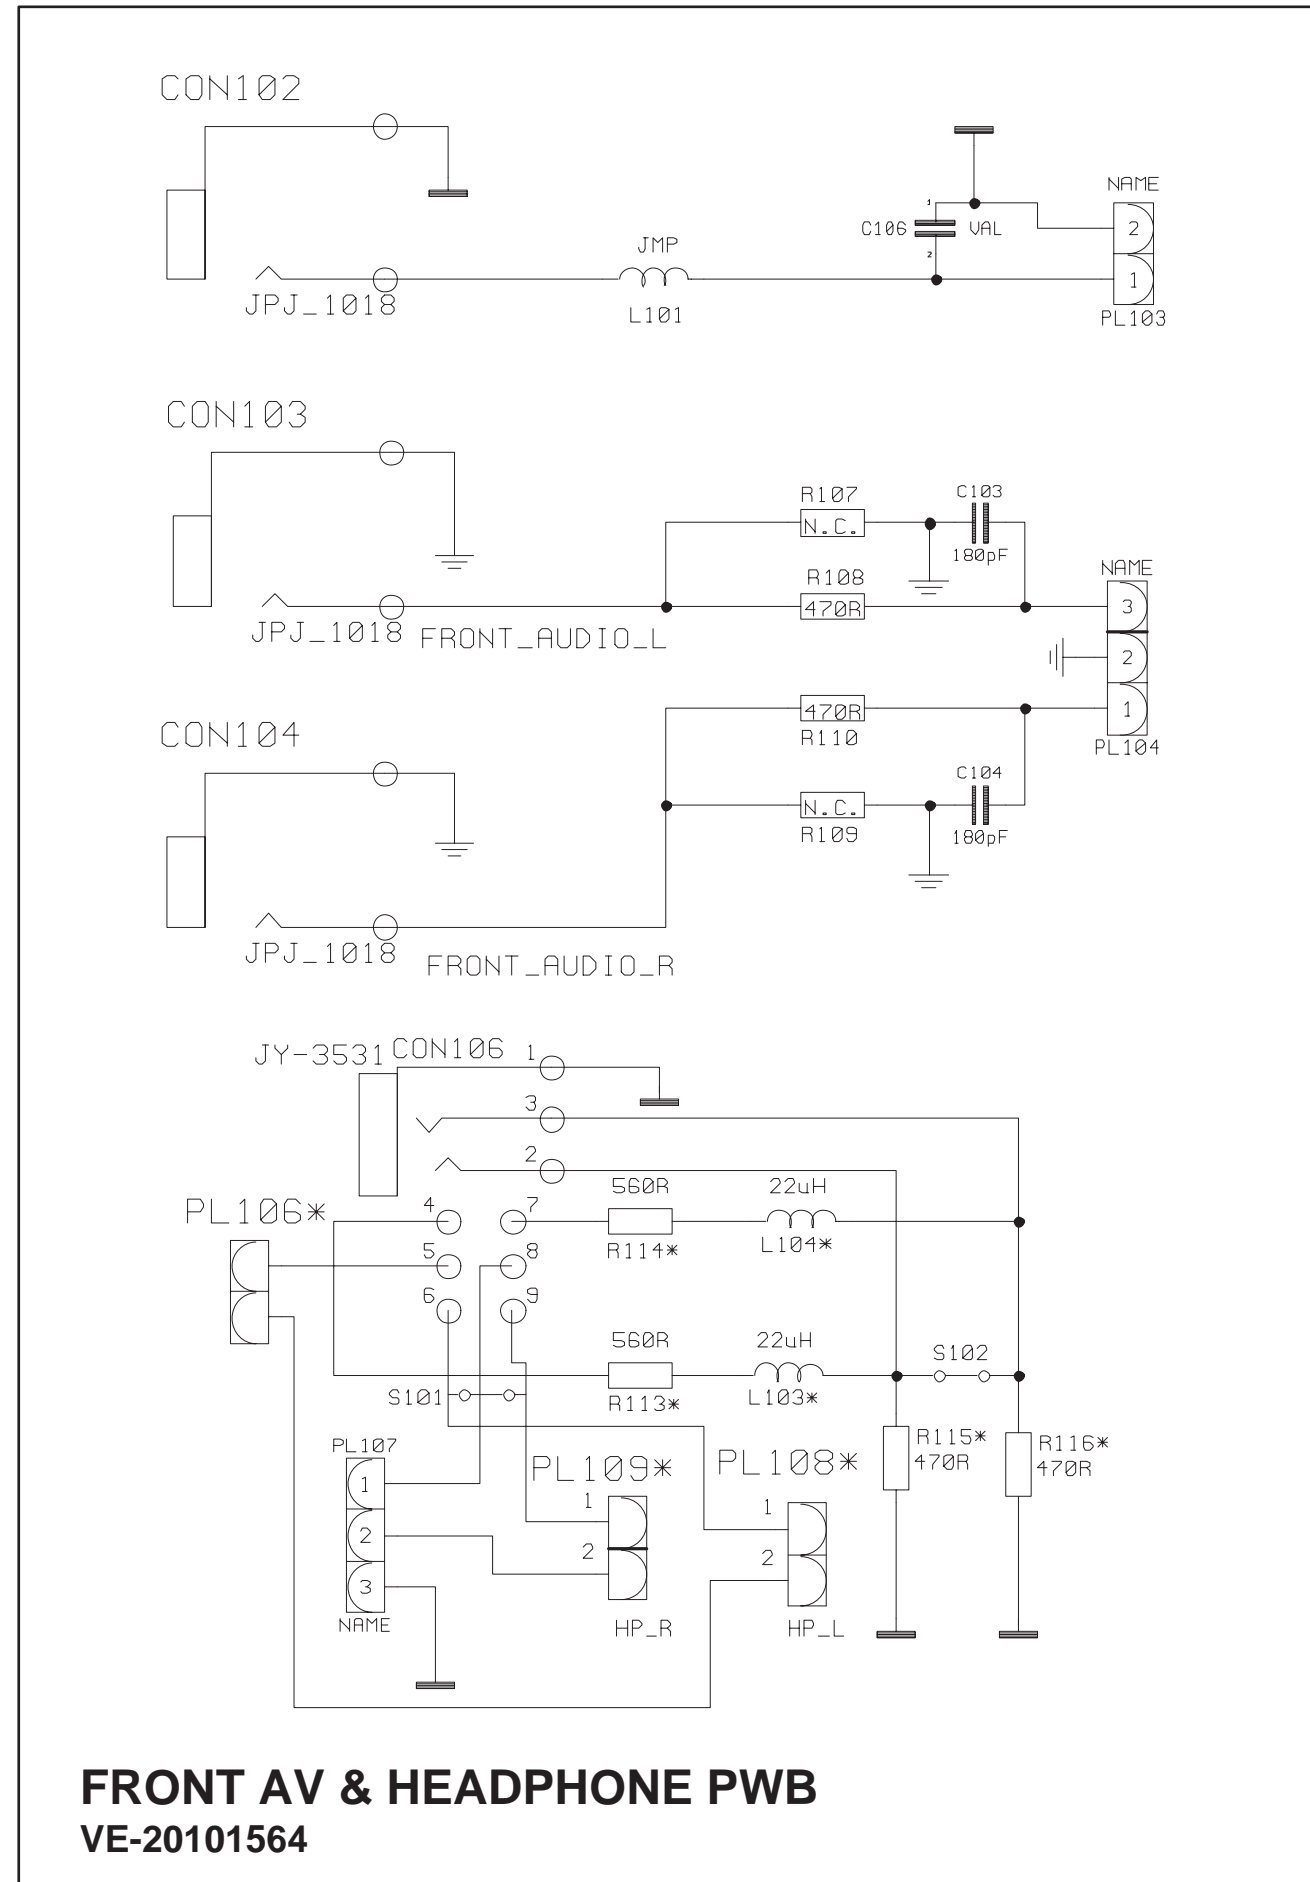 CON102
NAME
1
C106
VAL
2
2
JMP
1
JPJ_1018
L101
PL103
CON103
R107
C103
N.C.
180pF
NAME
R108
470R
3
JPJ_1018
FRONT_AUDIO_L
2
470R
1
CON104
R110
PL104
C104
N.C.
R109
180pF
JPJ_1018
FRONT_AUDIO_R
JY-3531
CON106
1
3
2
560R
22uH
PL106*
4
7
R114*
L104*
5
8
6
9
560R
22uH
S102
S101
R113*
L103*
PL107
R115*
470R
R116*
470R
PL109*
PL108*
1
1
1
2
2
2
3
NAME
HP_R
HP_L
FRONT AV & HEADPHONE PWB
VE-20101564